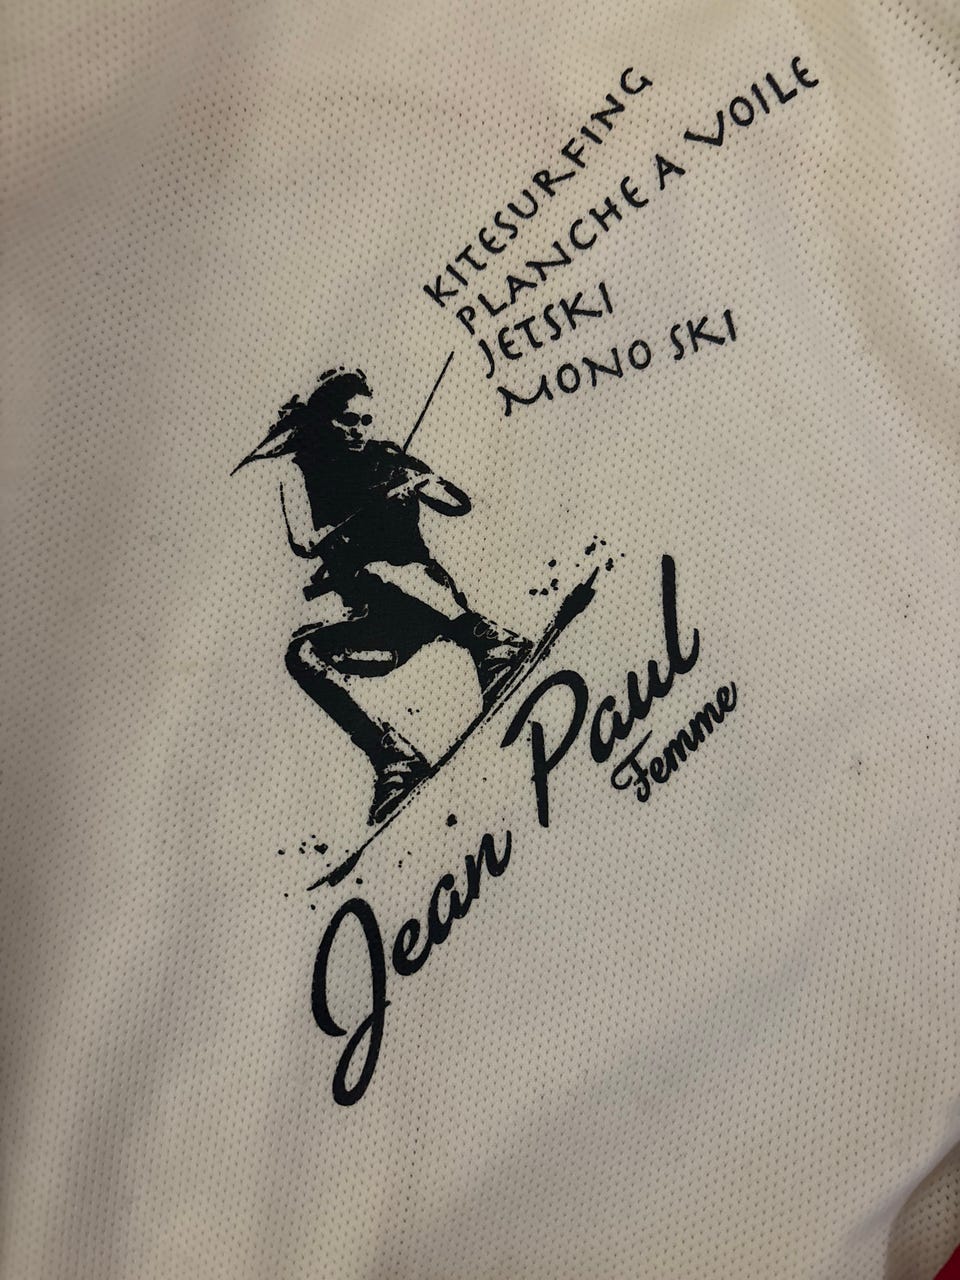 KITESURFING
PLANCHE A VOILE
JETSKI
MONO SKI
Jean Paul
Femme